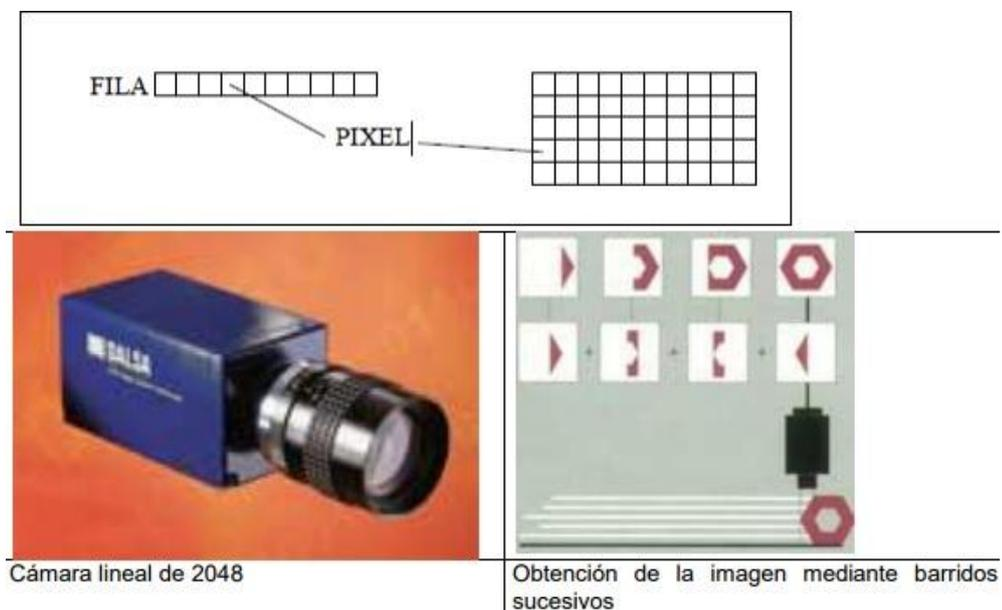 FILA
PIXEL
DALSA
Cámara lineal de 2048
Obtención de la imagen mediante barridos
sucesivos